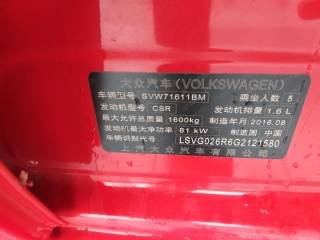 大众汽车(VOLKSWAGEN)
车辆型号 SVW71611BM 乘坐人数 5
发动机型号 CSR 发动机排量 1.6 L
最大允许总质量 1600kg 制造年月 2016.08
发动机最大净功率 81 kW 制造国 中国
车辆识别代号 LSVG026R6G2121580
上汽大众汽车有限公司